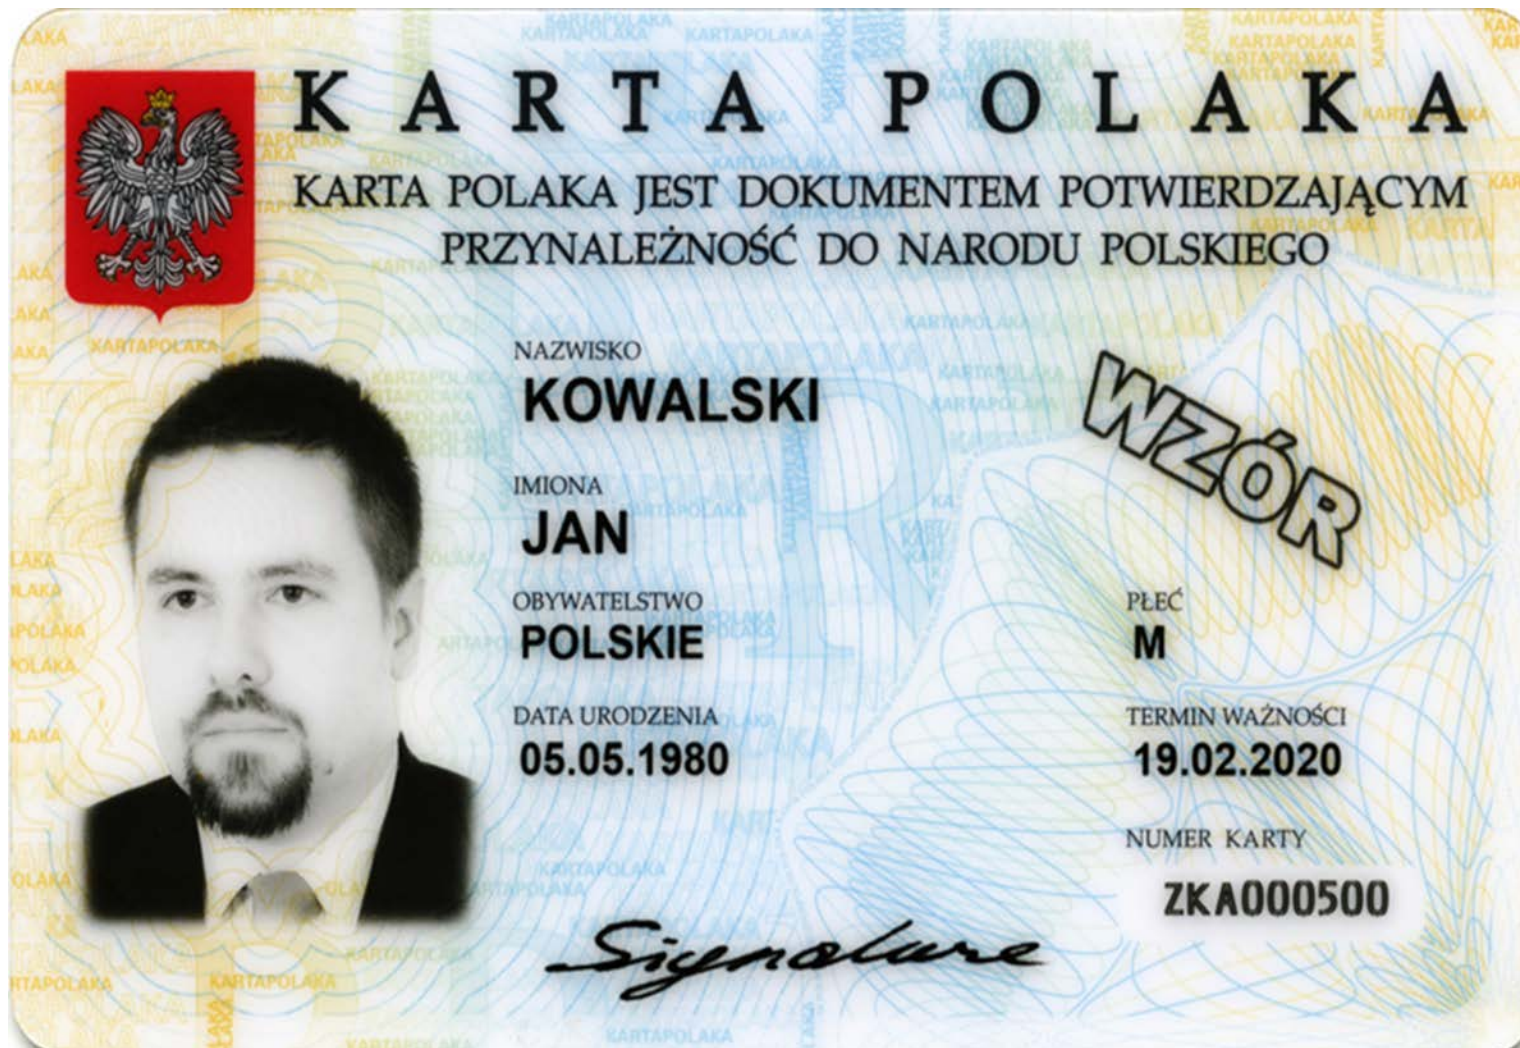 KARTA POLAKA
KARTA POLAKA JEST DOKUMENTEM POTWIERDZAJĄCYM
PRZYNALEŻNOŚĆ DO NARODU POLSKIEGO
NAZWISKO
KOWALSKI
WZÓR
IMIONA
JAN
OBYWATELSTWO
POLSKIE
PŁEĆ
M
DATA URODZENIA
05.05.1980
TERMIN WAŻNOŚCI
19.02.2020
NUMER KARTY
ZKA000500
Signature